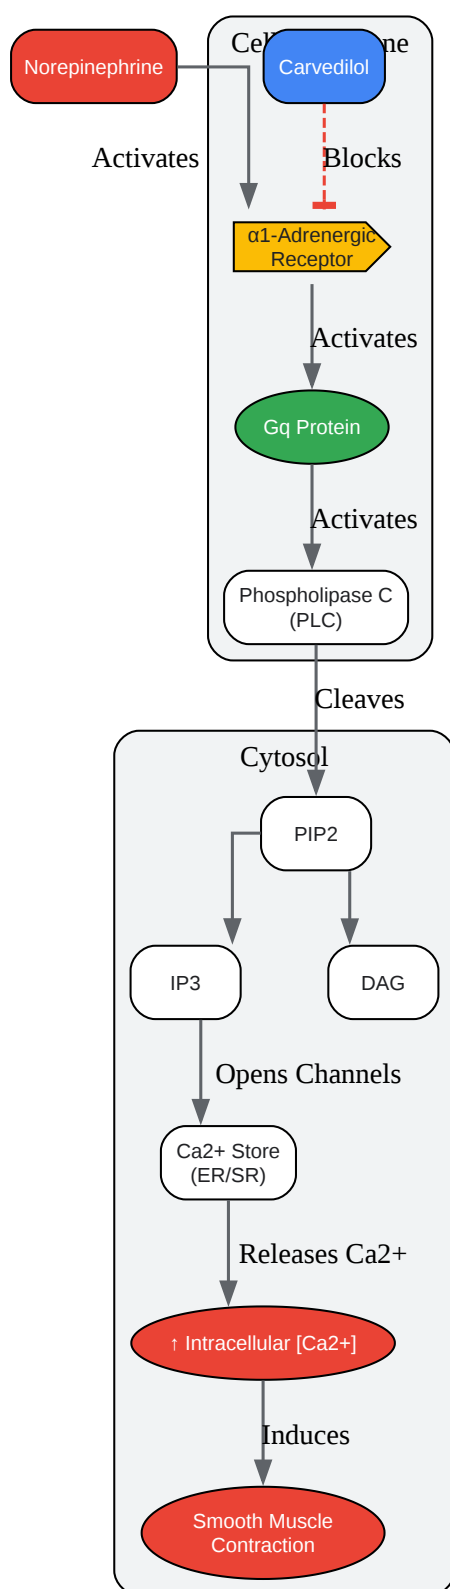 Norepinephrine
Carvedilol
Activates
Blocks
α1-Adrenergic
Receptor
Activates
Gq Protein
Activates
Phospholipase C
(PLC)
Cleaves
Cytosol
PIP2
IP3
DAG
Opens Channels
Ca2+ Store
(ER/SR)
Releases Ca2+
↑ Intracellular [Ca2+]
Induces
Smooth Muscle
Contraction